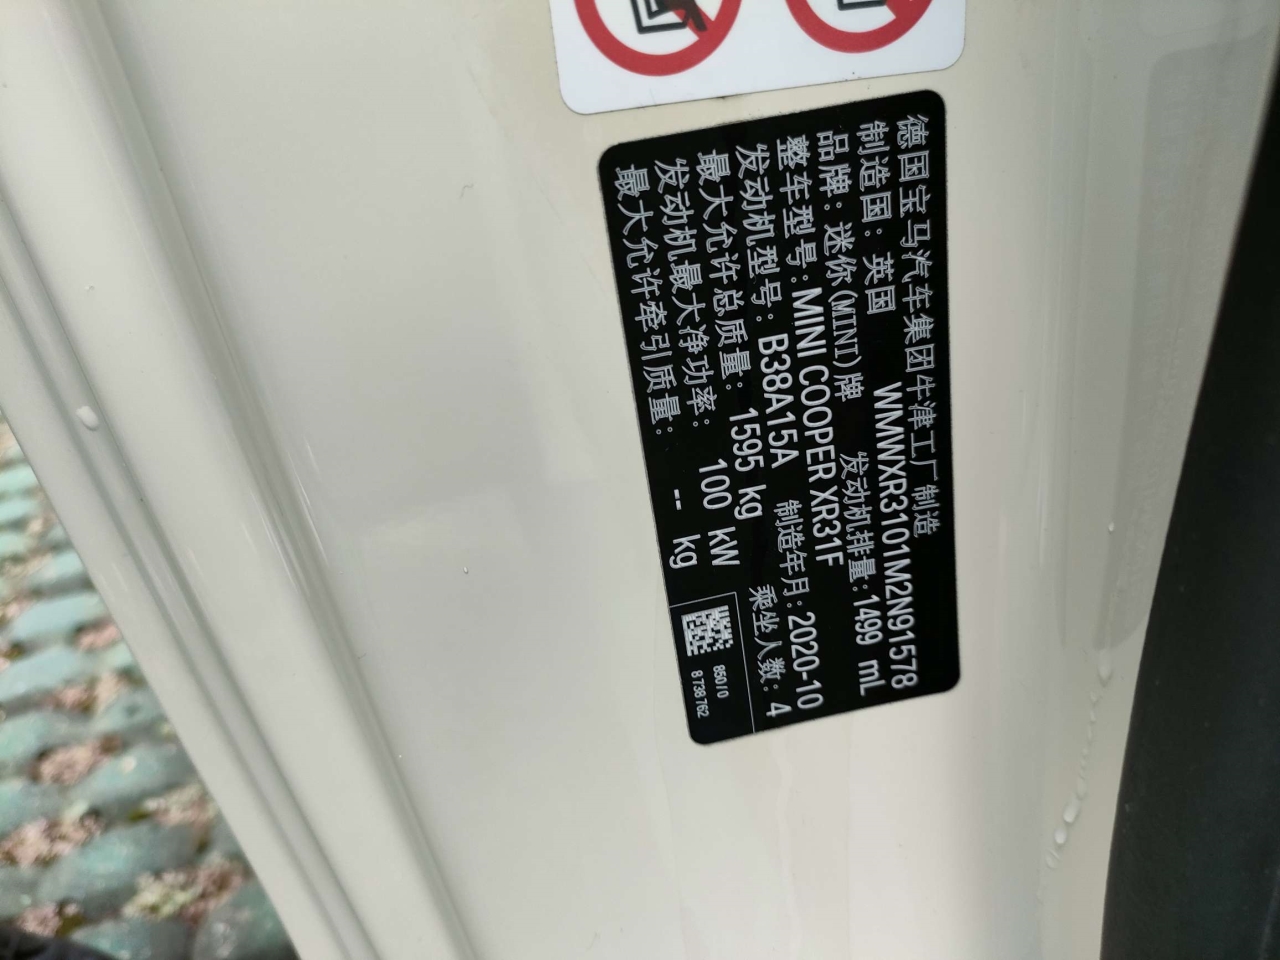 德国宝马汽车集团牛津工厂制造
制造国：英国 WMWXR3101M2N91578
品牌：迷你(MINI)牌 发动机排量：1499 mL
整车型号：MINI COOPER XR31F
发动机型号：B38A15A 制造年月：2020-10
最大允许总质量：1595 kg 乘坐人数：4
发动机最大净功率：100 kW
最大允许牵引质量：-- kg
850/0
8738762